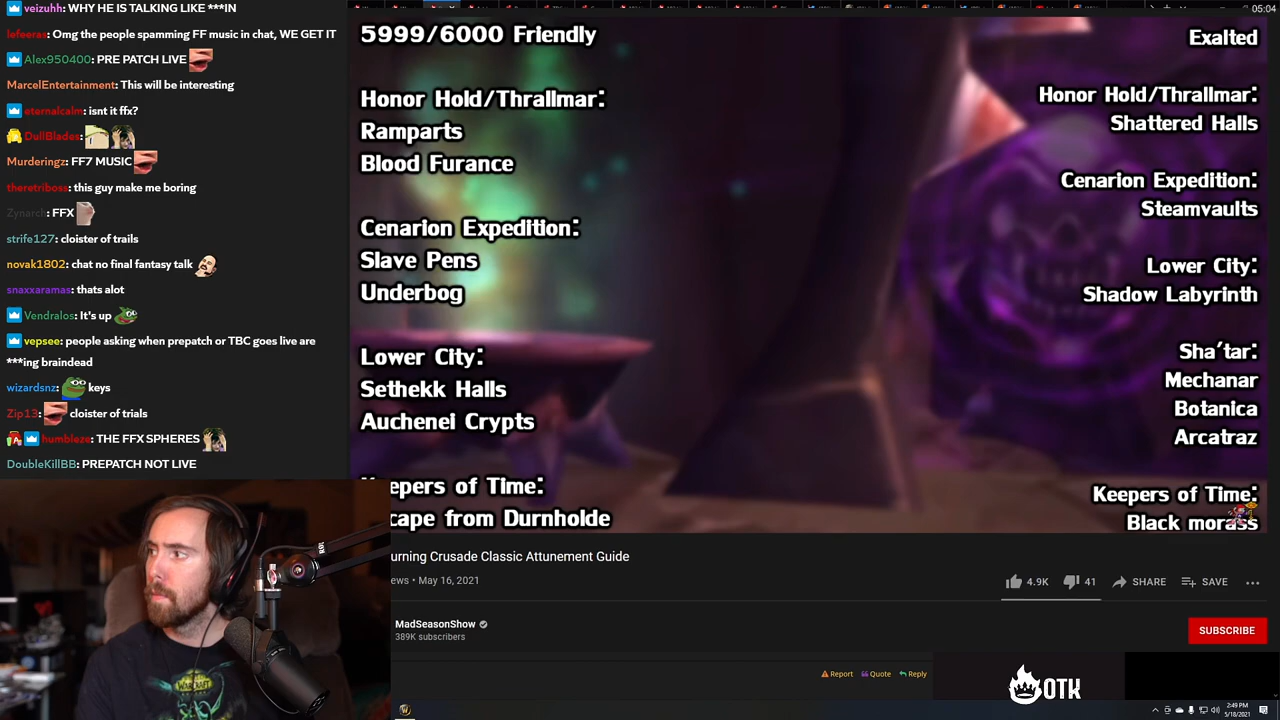 veizuhh: WHY HE IS TALKING LIKE ***IN
lefeeras: Omg the people spamming FF music in chat, WE GET IT
Alex950400: PRE PATCH LIVE
MarcelEntertainment: This will be interesting
eternalcalm: isnt it ffx?
DullBlades:
Murderingz: FF7 MUSIC
theretriboss: this guy make me boring
Zynarch: FFX
strife127: cloister of trails
novak1802: chat no final fantasy talk
snaxxaramas: thats alot
Vendralos: It's up
vepsee: people asking when prepatch or TBC goes live are
***ing braindead
wizardsnz: keys
Zip13: cloister of trials
humbleze: THE FFX SPHERES
DoubleKillBB: PREPATCH NOT LIVE
05:04
5999/6000 Friendly
Honor Hold/Thrallmar:
Ramparts
Blood Furance
Cenarion Expedition:
Slave Pens
Underbog
Lower City:
Sethekk Halls
Auchenei Crypts
Keepers of Time:
cape from Durnholde
Exalted
Honor Hold/Thrallmar:
Shattered Halls
Cenarion Expedition:
Steamvaults
Lower City:
Shadow Labyrinth
Sha'tar:
Mechanar
Botanica
Arcatraz
Keepers of Time:
Black morass
urning Crusade Classic Attunement Guide
ews • May 16, 2021
4.9K 41 SHARE SAVE
MadSeasonShow
389K subscribers
SUBSCRIBE
Report Quote Reply
OTK
2:49 PM
5/18/2021